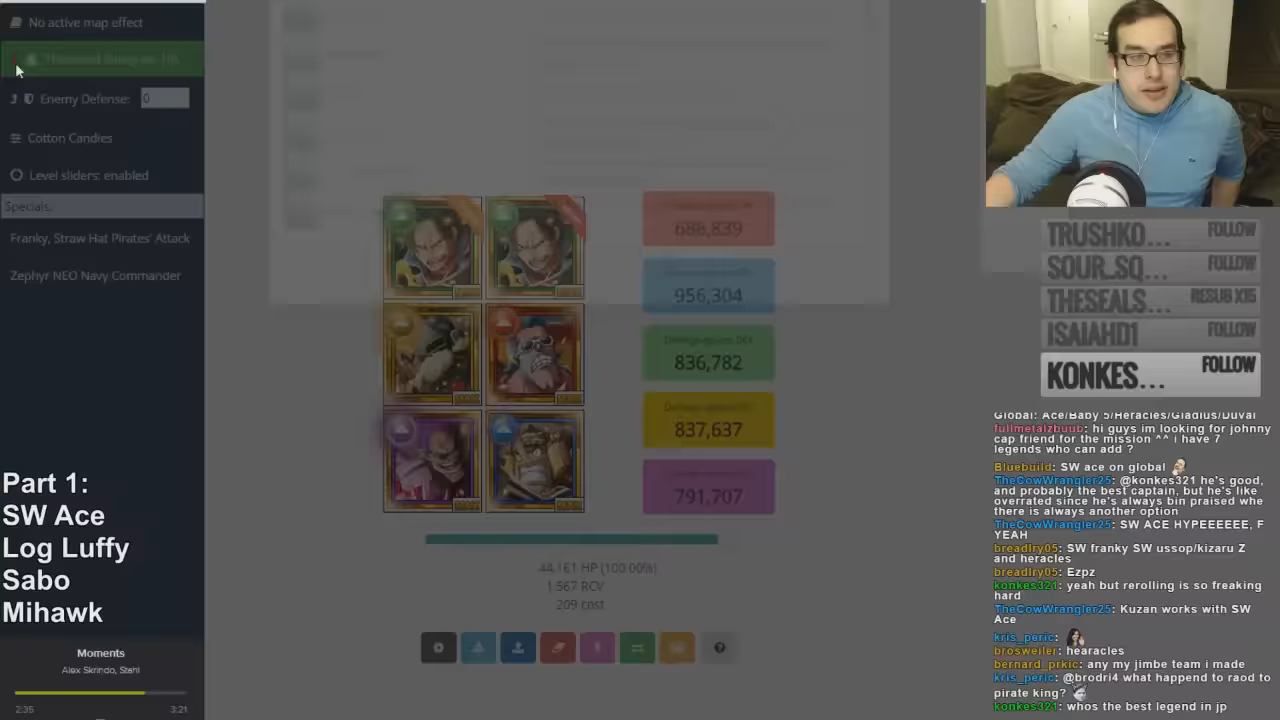 No active map effect
Enemy Defense: 0
Cotton Candies
Level sliders: enabled
Specials:
Franky, Straw Hat Pirates' Attack
Zephyr NEO Navy Commander
Part 1:
SW Ace
Log Luffy
Sabo
Mihawk
Moments
Alex Skrindo, Stahl
2:35
3:21
688,839
956,304
836,782
837,637
791,707
44,161 HP (100.00%)
1,567 RCV
209 cost
TRUSHKO... FOLLOW
SOUR_SQ... FOLLOW
THESEALS... RESUB X15
ISAIAHD1 FOLLOW
KONKES... FOLLOW
Global: Ace/Baby 5/Heracles/Gladius/Duval
fullmetalzbuub: hi guys im looking for johnny
cap friend for the mission ^^ i have 7
legends who can add ?
Bluebuild: SW ace on global
TheCowWrangler25: @konkes321 he's good,
and probably the best captain, but he's like
overrated since he's always bin praised whe
there is always another option
TheCowWrangler25: SW ACE HYPEEEEEE, F
YEAH
breadlry05: SW franky SW ussop/kizaru Z
and heracles
breadlry05: Ezpz
konkes321: yeah but rerolling is so freaking
hard
TheCowWrangler25: Kuzan works with SW
Ace
kris_peric:
brosweiler: hearacles
bernard_prkic: any my jimbe team i made
kris_peric: @brodri4 what happend to raod to
pirate king?
konkes321: whos the best legend in jp